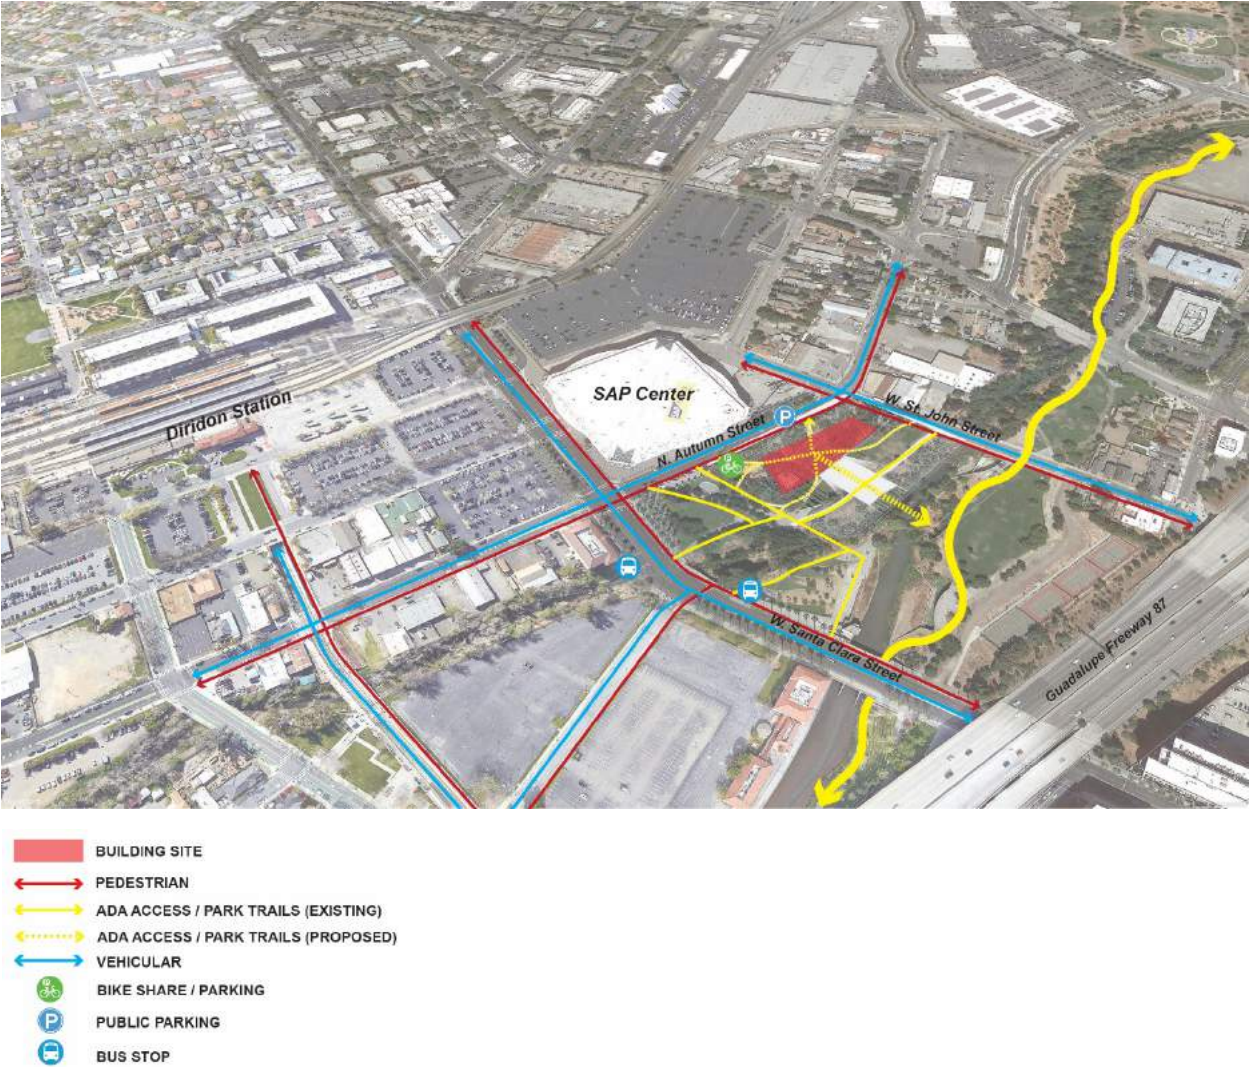 SAP Center
Diridon Station
N. Autumn Street
P
W. St. John Street
W. Santa Clara Street
Guadalupe Freeway 87
BUILDING SITE
PEDESTRIAN
ADA ACCESS / PARK TRAILS (EXISTING)
ADA ACCESS / PARK TRAILS (PROPOSED)
VEHICULAR
BIKE SHARE / PARKING
P
PUBLIC PARKING
BUS STOP